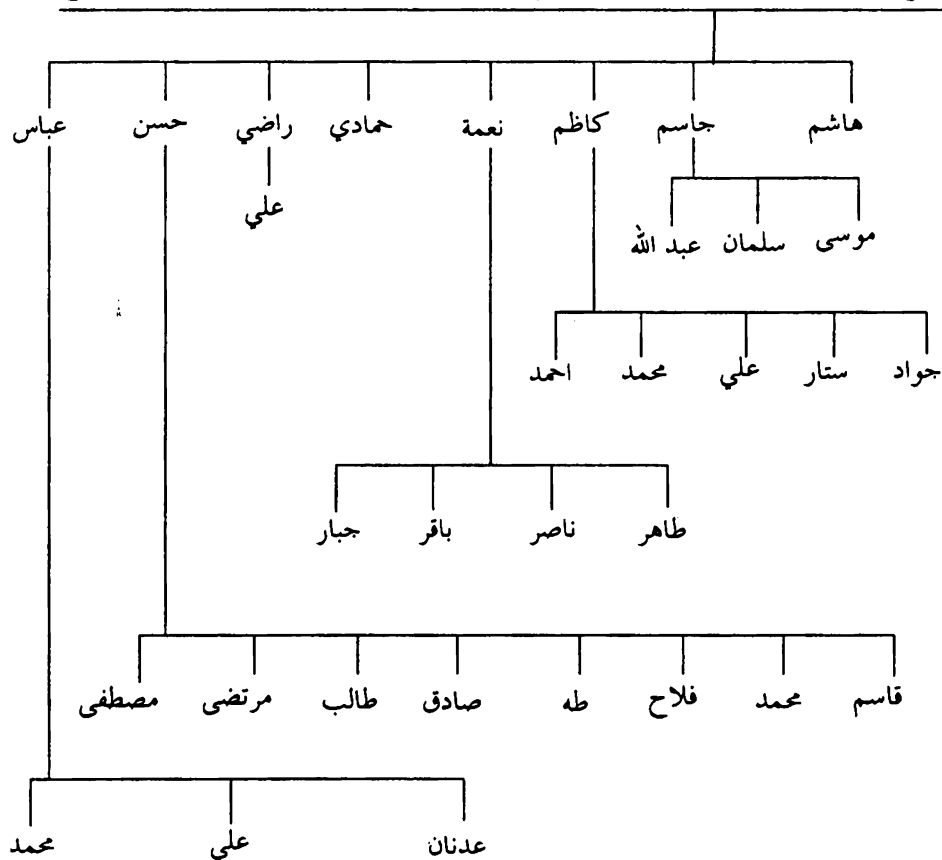 هاشم جاسم كاظم نعمة حمادي راضي حسن عباس
علي
موسى سلمان عبد الله
جواد ستار علي محمد احمد
طاهر ناصر باقر جبار
قاسم محمد فلاح طه صادق طالب مرتضى مصطفى
عدنان علي محمد